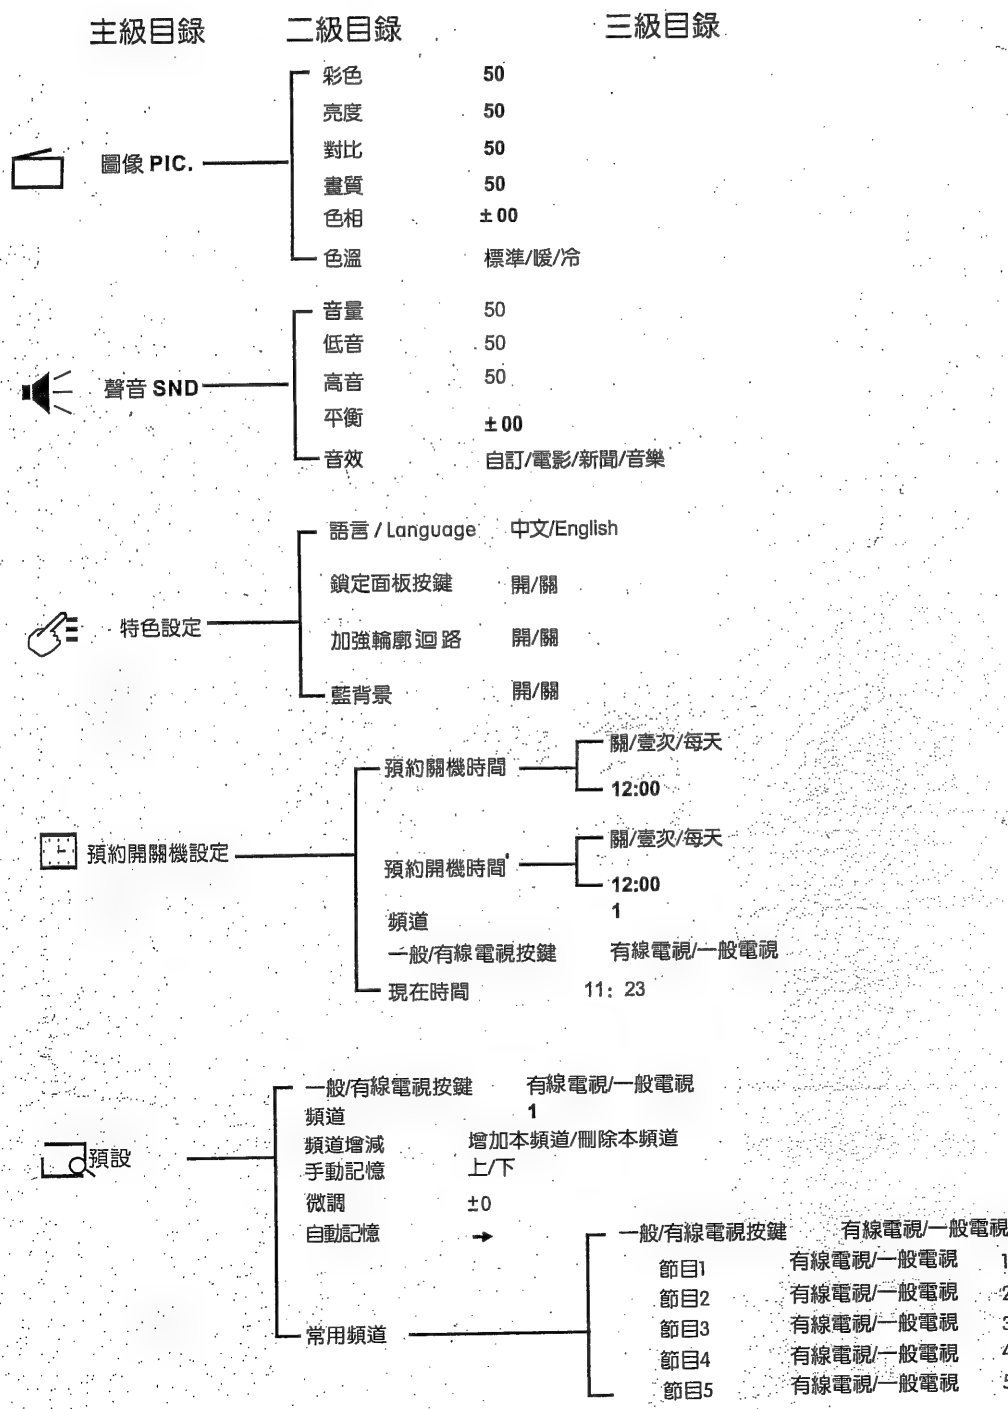 主級目錄 二級目錄 三級目錄
彩色 50
亮度 50
對比 50
圖像 PIC.
畫質 50
色相 ±00
色溫 標準/暖/冷
音量 50
低音 50
高音 50
聲音 SND
平衡 ±00
音效 自訂/電影/新聞/音樂
語言 / Language 中文/English
鎖定面板按鍵 開/關
特色設定
加強輪廓迴路 開/關
藍背景 開/關
關/壹次/每天
預約關機時間
12:00
關/壹次/每天
預約開關機設定
預約開機時間
12:00
頻道 1
一般/有線電視按鍵 有線電視/一般電視
現在時間 11: 23
一般/有線電視按鍵 有線電視/一般電視
頻道 1
頻道增減 增加本頻道/刪除本頻道
預設
手動記憶 上/下
微調 ±0
自動記憶 →
一般/有線電視按鍵 有線電視/一般電視
節目1 有線電視/一般電視 1
節目2 有線電視/一般電視 2
常用頻道
節目3 有線電視/一般電視 3
節目4 有線電視/一般電視 4
節目5 有線電視/一般電視 5